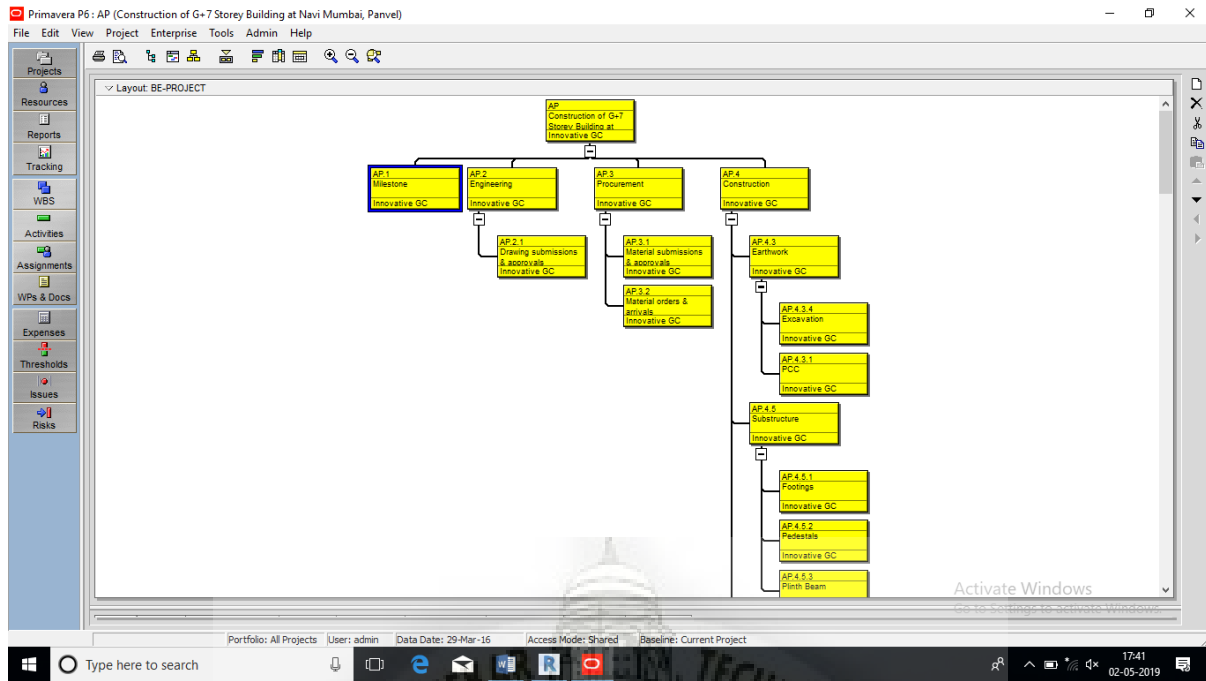 Primavera P6 : AP (Construction of G+7 Storey Building at Navi Mumbai, Panvel)
File Edit View Project Enterprise Tools Admin Help
Projects
Resources
Reports
Tracking
WBS
Activities
Assignments
WPs & Docs
Expenses
Thresholds
Issues
Risks
Layout: BE-PROJECT
AP
Construction of G+7
Storey Building at
Innovative GC
AP.1
Milestone
Innovative GC
AP.2
Engineering
Innovative GC
AP.3
Procurement
Innovative GC
AP.4
Construction
Innovative GC
AP.2.1
Drawing submissions
& approvals
Innovative GC
AP.3.1
Material submissions
& approvals
Innovative GC
AP.3.2
Material orders &
arrivals
Innovative GC
AP.4.3
Earthwork
Innovative GC
AP.4.3.4
Excavation
Innovative GC
AP.4.3.1
PCC
Innovative GC
AP.4.5
Substructure
Innovative GC
AP.4.5.1
Footings
Innovative GC
AP.4.5.2
Pedestals
Innovative GC
AP.4.5.3
Plinth Beam
Activate Windows
Go to Settings to activate Windows.
Portfolio: All Projects User: admin Data Date: 29-Mar-16 Access Mode: Shared Baseline: Current Project
Type here to search
17:41
02-05-2019